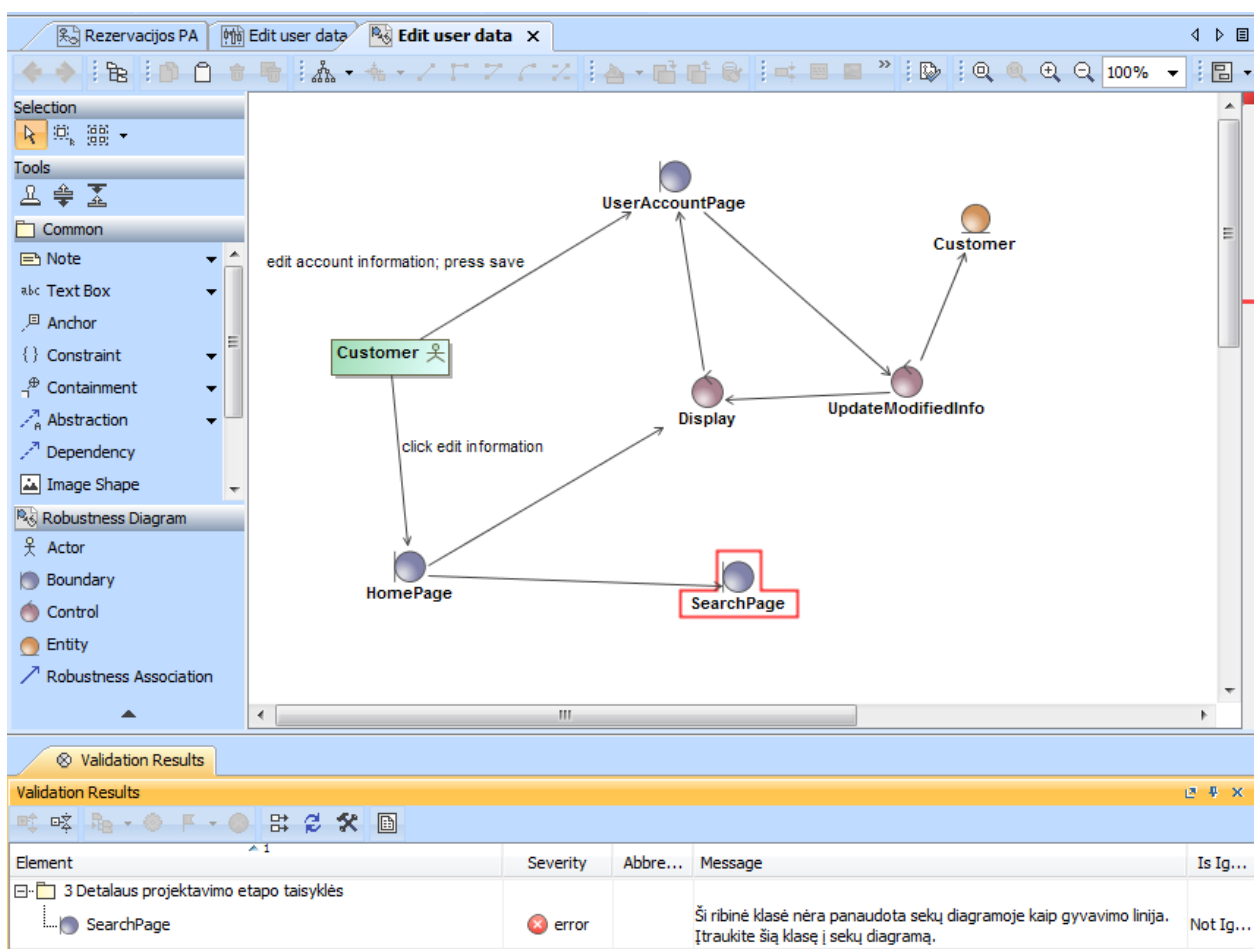 Rezervacijos PA
Edit user data
Edit user data
100%
Selection
Tools
Common
Note
abc Text Box
Anchor
{} Constraint
Containment
Abstraction
Dependency
Image Shape
Robustness Diagram
Actor
Boundary
Control
Entity
Robustness Association
UserAccountPage
Customer
edit account information; press save
Customer
Display
UpdateModifiedInfo
click edit information
HomePage
SearchPage
Validation Results
Validation Results
Element
1
Severity
Abbre...
Message
Is Ig...
3 Detalaus projektavimo etapo taisyklės
SearchPage
error
Ši ribinė klasė nėra panaudota sekų diagramoje kaip gyvavimo linija.
Įtraukite šią klasę į sekų diagramą.
Not Ig...